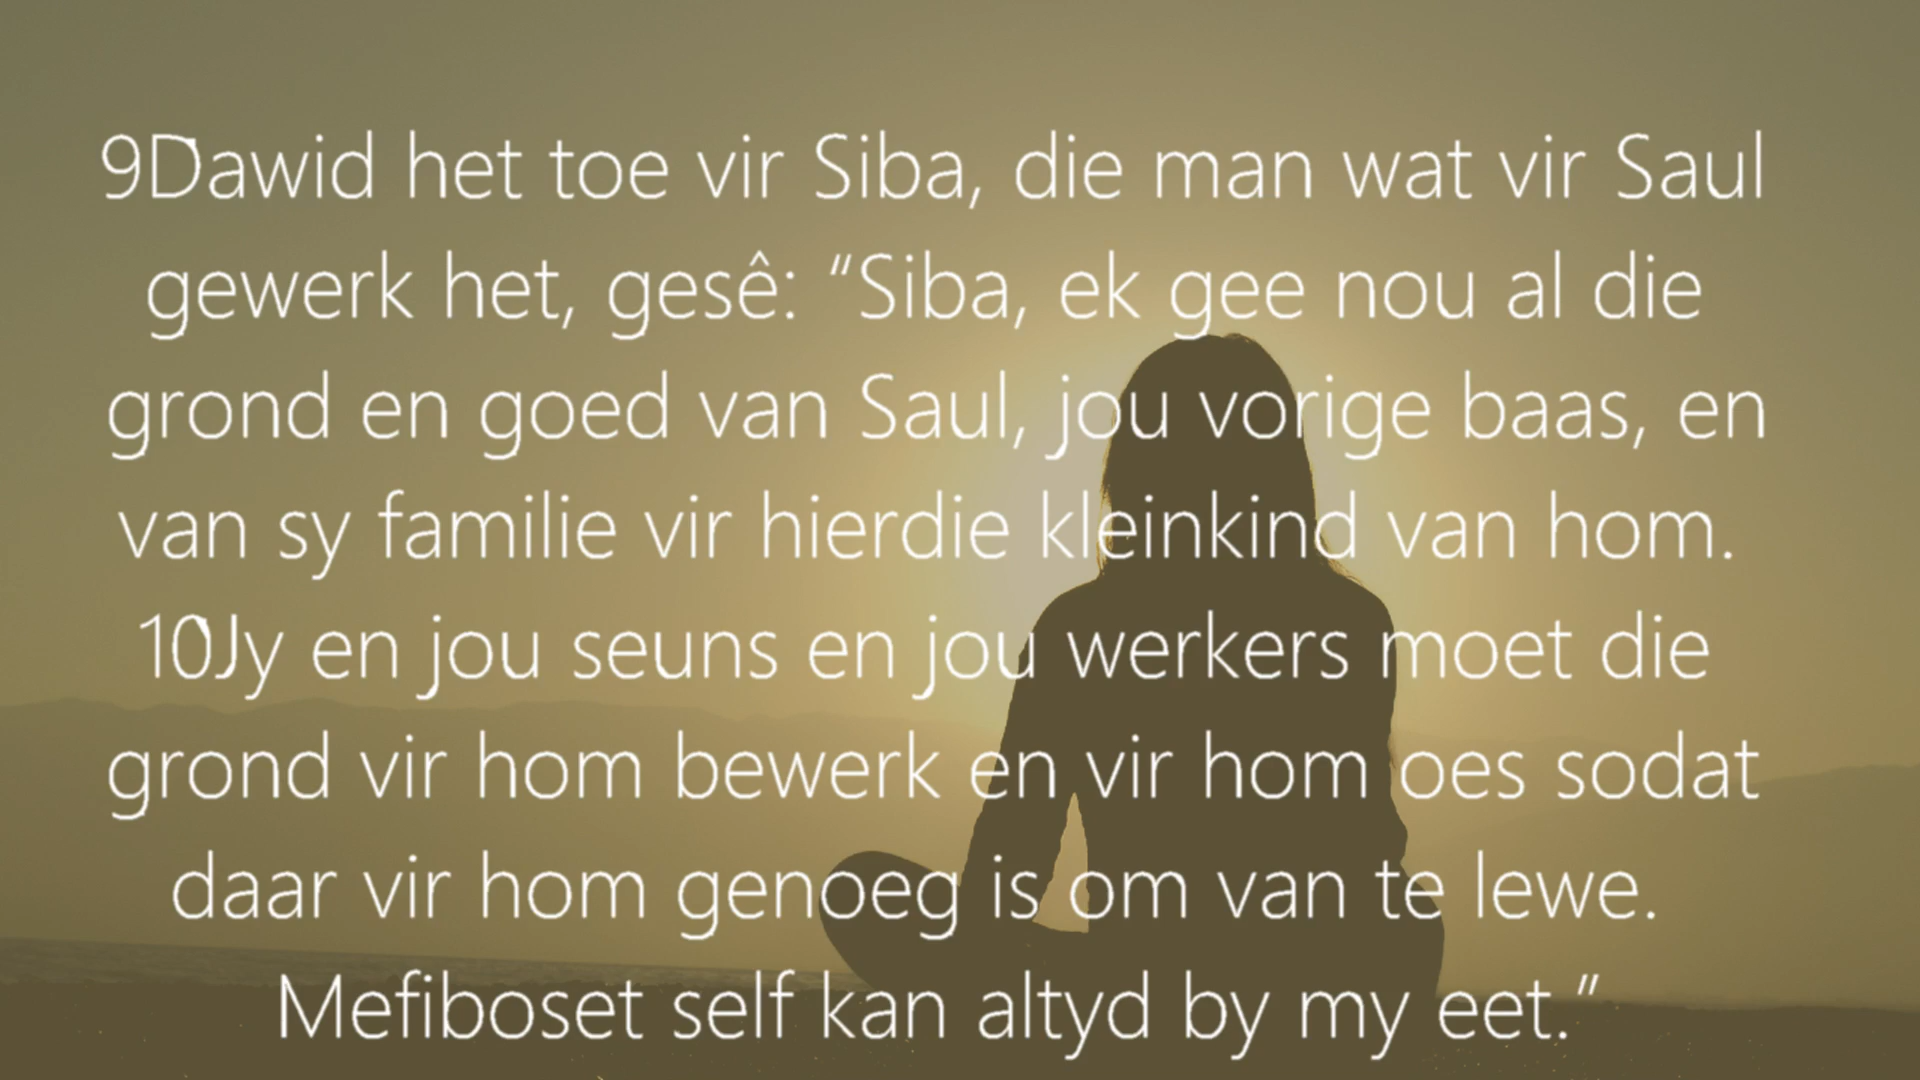 9Dawid het toe vir Siba, die man wat vir Saul
gewerk het, gesê: “Siba, ek gee nou al die
grond en goed van Saul, jou vorige baas, en
van sy familie vir hierdie kleinkind van hom.
10Jy en jou seuns en jou werkers moet die
grond vir hom bewerk en vir hom oes sodat
daar vir hom genoeg is om van te lewe.
Mefiboset self kan altyd by my eet.”